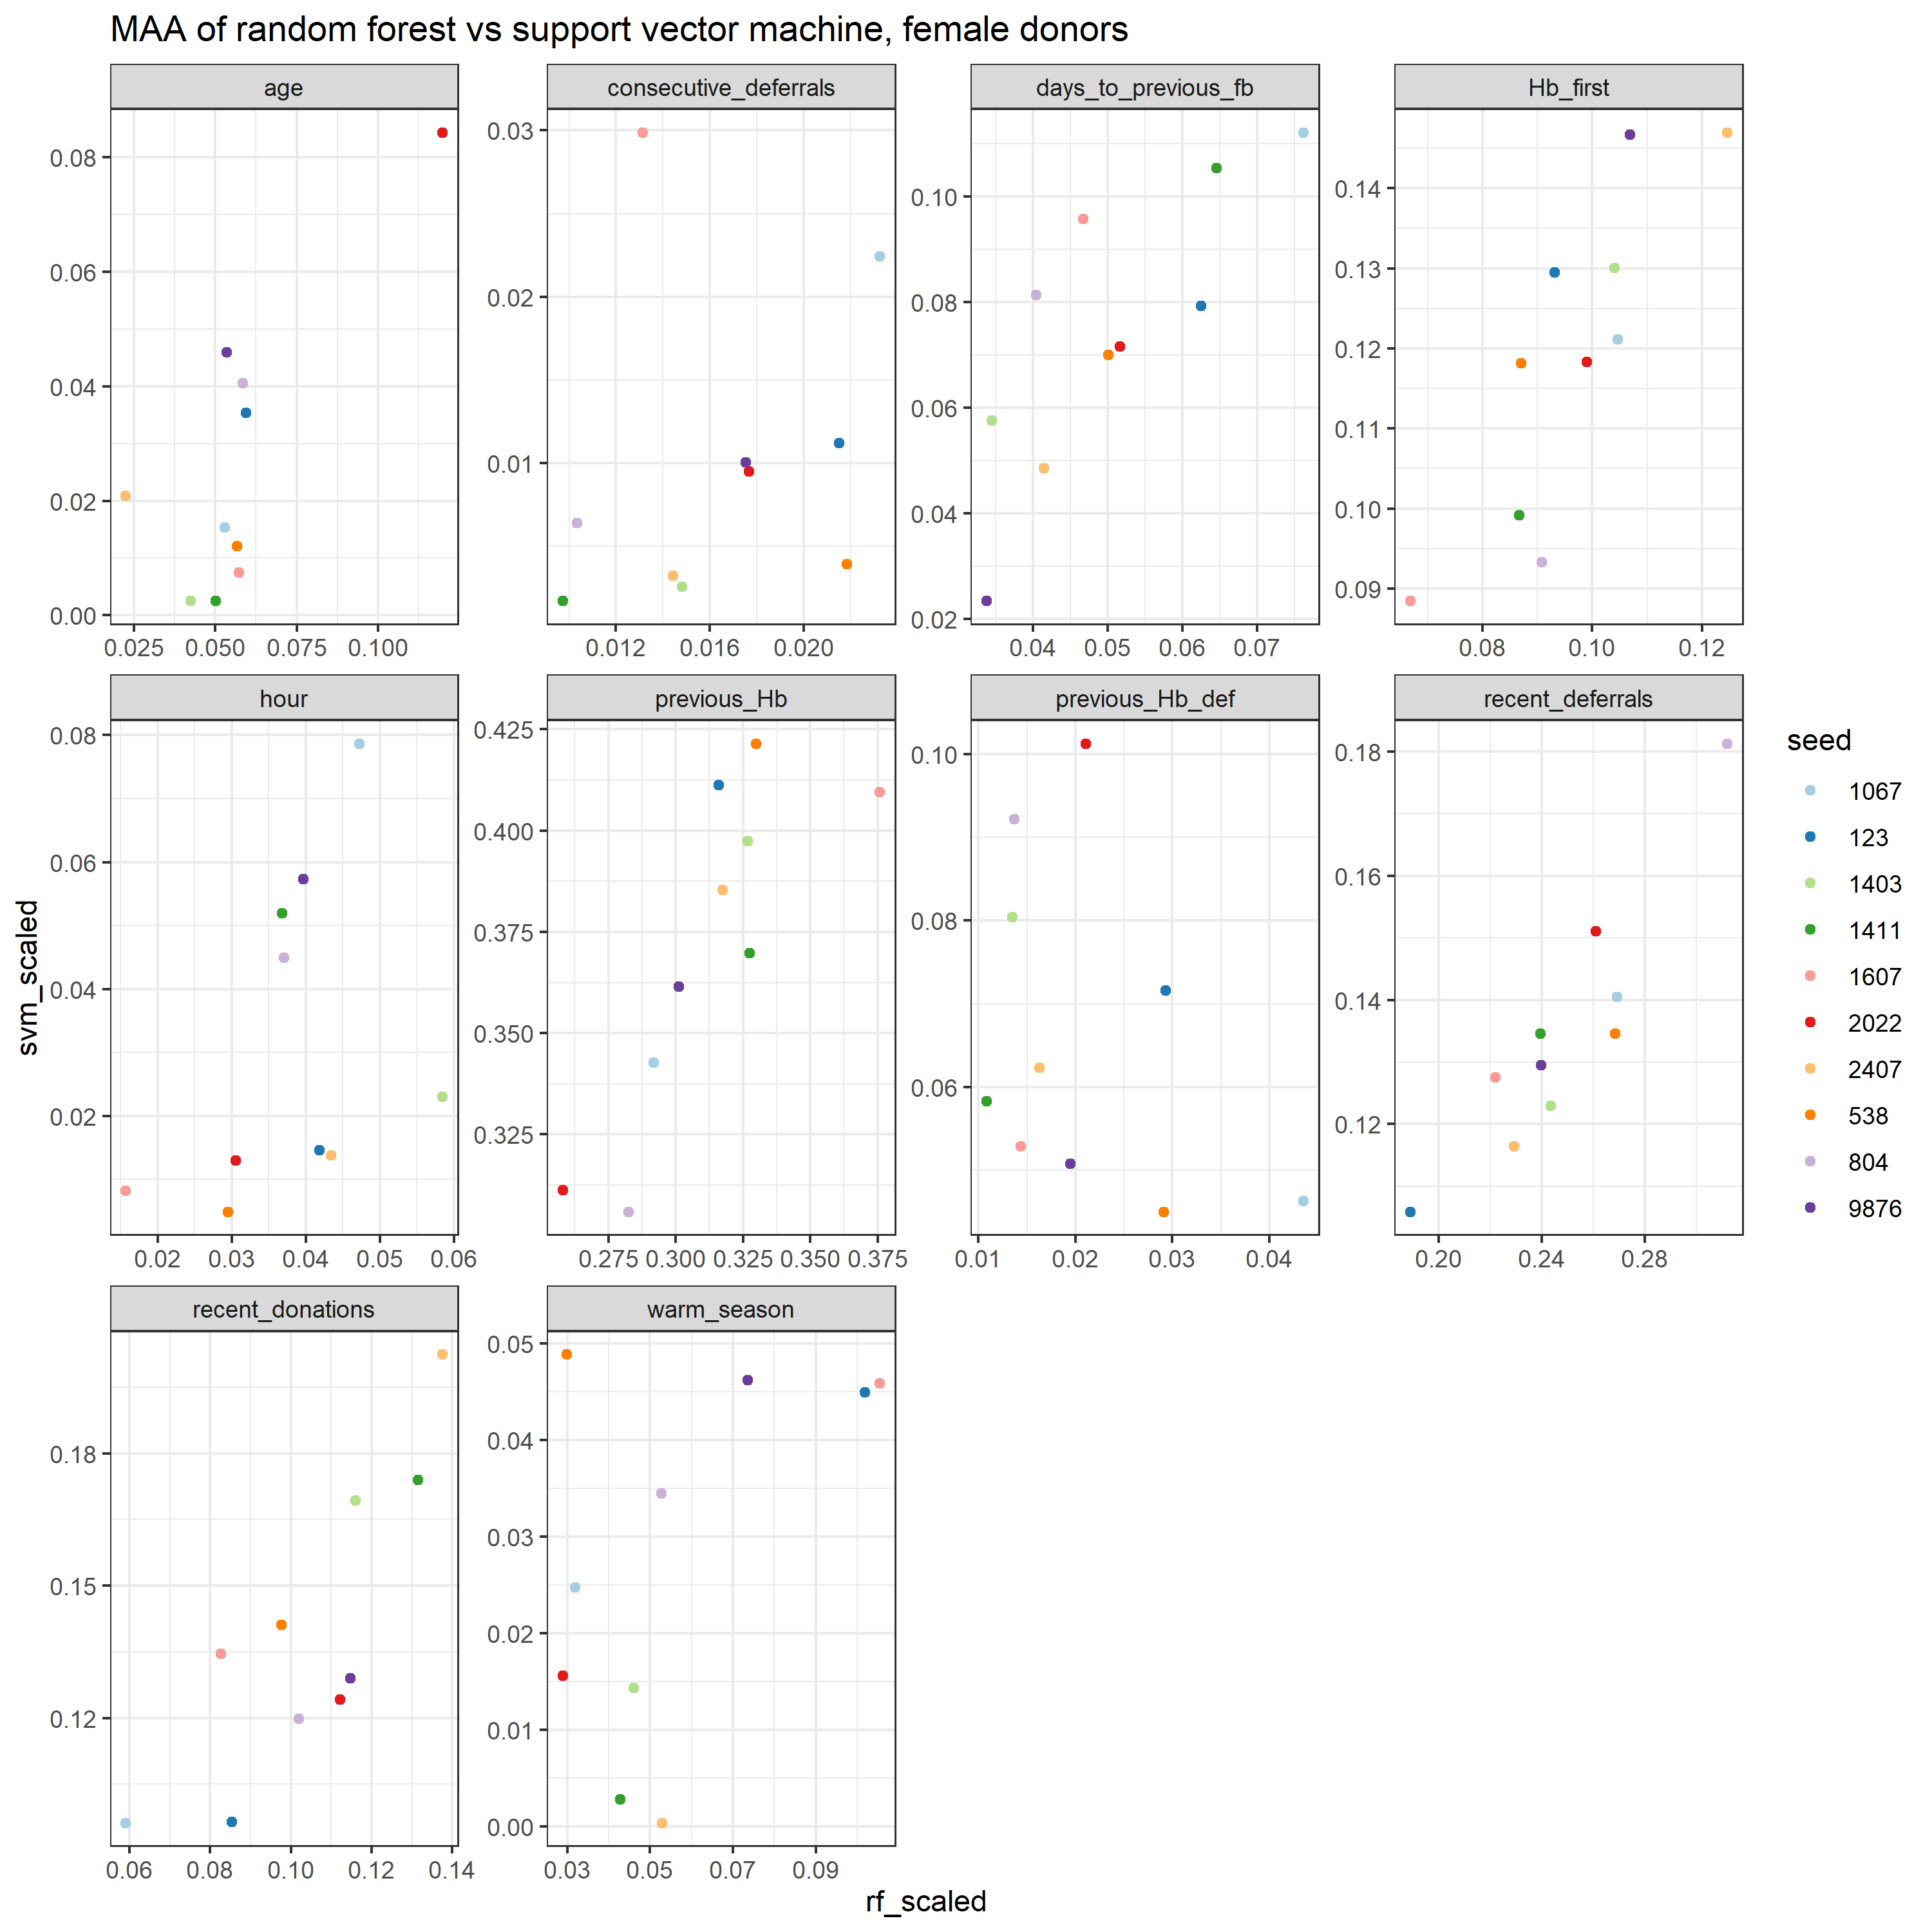 MAA of random forest vs support vector machine, female donors
age consecutive_deferrals days_to_previous_fb Hb_first
0.08 0.06 0.04 0.02 0.00
0.03 0.02 0.01
0.10 0.08 0.06 0.04 0.02
0.14 0.13 0.12 0.11 0.10 0.09
0.025 0.050 0.075 0.100
0.012 0.016 0.020
0.04 0.05 0.06 0.07
0.08 0.10 0.12
hour previous_Hb previous_Hb_def recent_deferrals
0.08 0.06 0.04 0.02
0.425 0.400 0.375 0.350 0.325
0.10 0.08 0.06
0.18 0.16 0.14 0.12
0.02 0.03 0.04 0.05 0.06
0.275 0.300 0.325 0.350 0.375
0.01 0.02 0.03 0.04
0.20 0.24 0.28
recent_donations warm_season
0.18 0.15 0.12
0.05 0.04 0.03 0.02 0.01 0.00
0.06 0.08 0.10 0.12 0.14
0.03 0.05 0.07 0.09
svm_scaled
rf_scaled
seed
1067
123
1403
1411
1607
2022
2407
538
804
9876